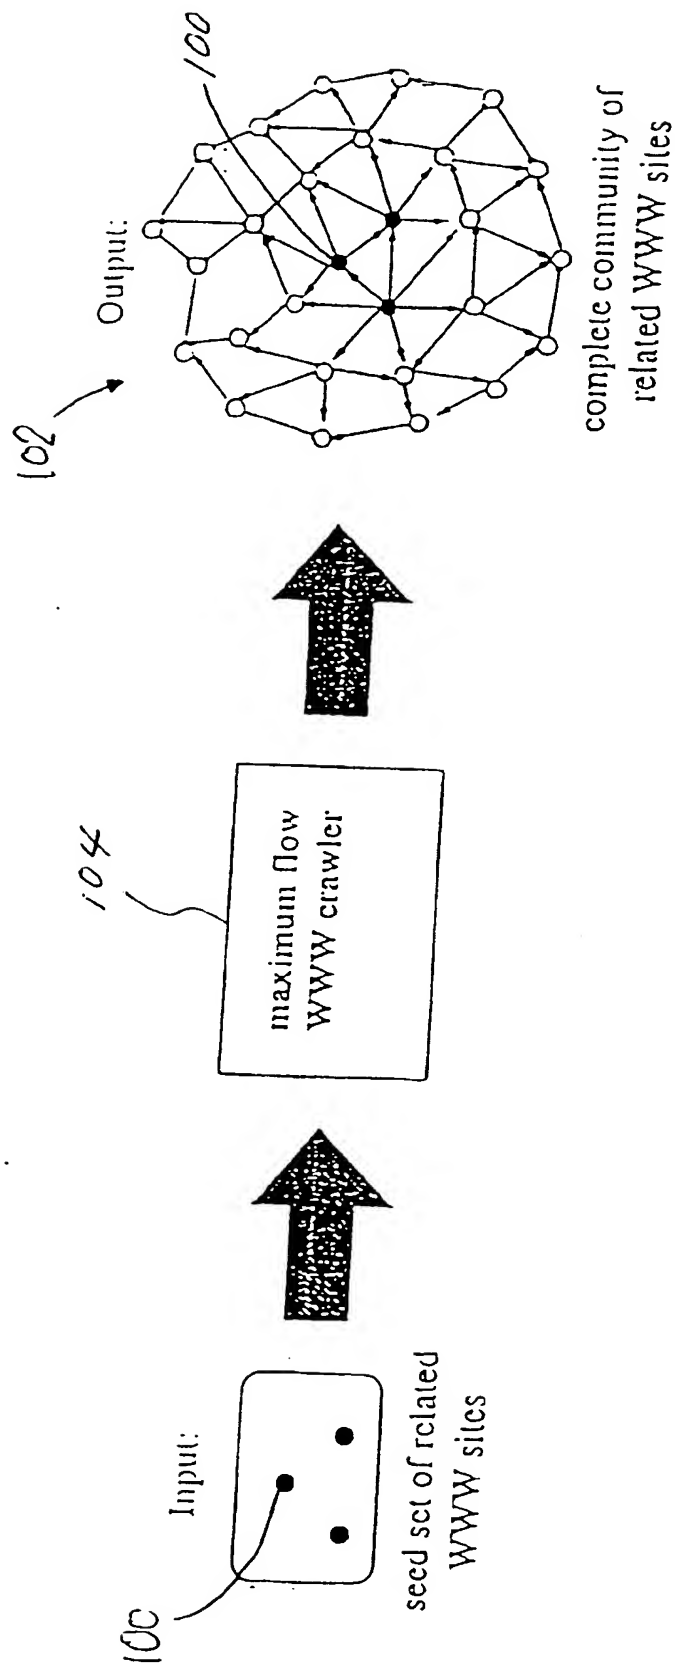 Input:
100
seed set of related
WWW sites
104
maximum flow
WWW crawler
102
Output:
100
complete community of
related WWW sites